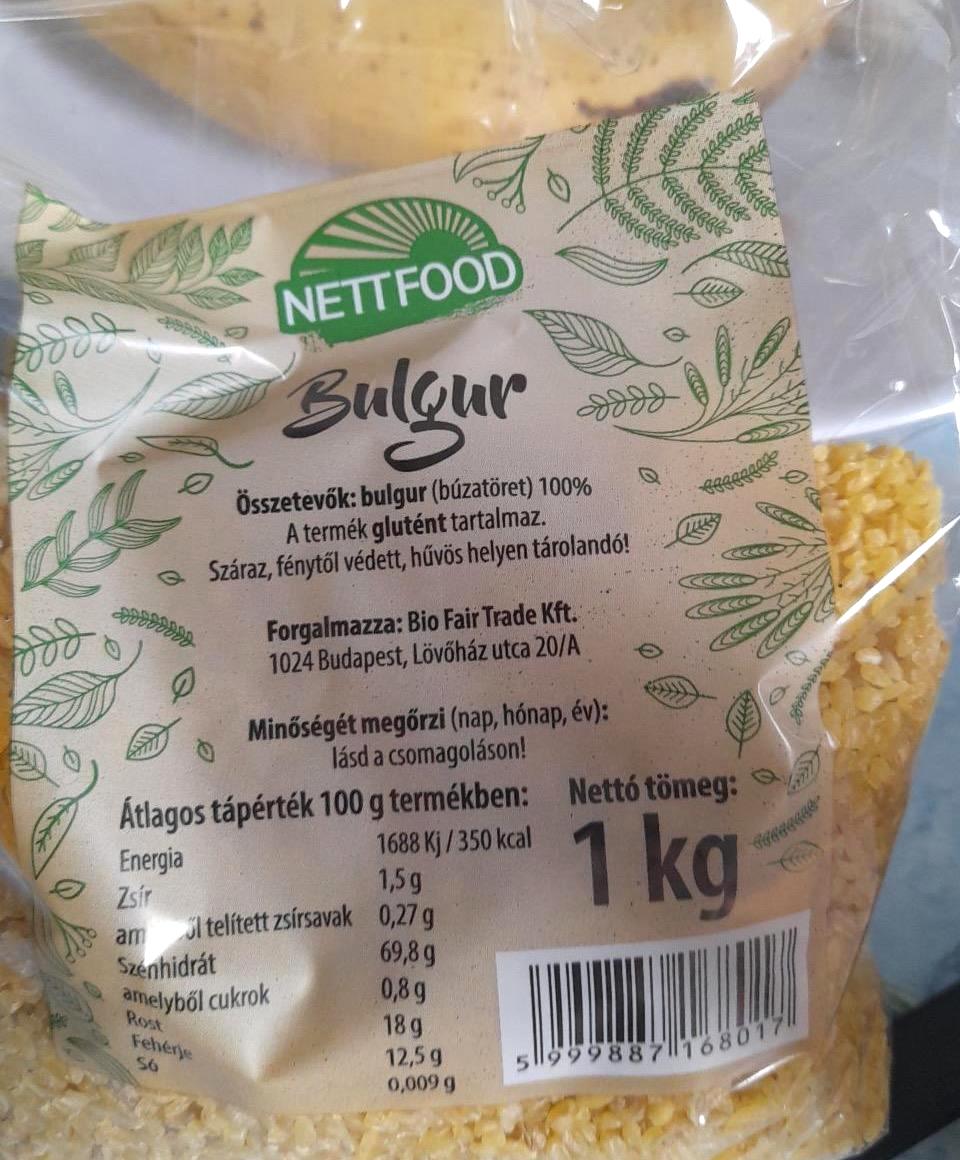 NETTFOOD
Bulgur
Összetevők: bulgur (búzatöret) 100%
A termék glutént tartalmaz.
Száraz, fénytől védett, hűvös helyen tárolandó!
Forgalmazza: Bio Fair Trade Kft.
1024 Budapest, Lövőház utca 20/A
Minőségét megőrzi (nap, hónap, év):
lásd a csomagoláson!
Átlagos tápérték 100 g termékben:
Energia 1688 Kj / 350 kcal
Zsír 1,5 g
telített zsírsavak 0,27 g
Szénhidrát 69,8 g
amelyből cukrok 0,8 g
Rost 18 g
Fehérje 12,5 g
Só 0,009 g
Nettó tömeg:
1 kg
5 999887 168017